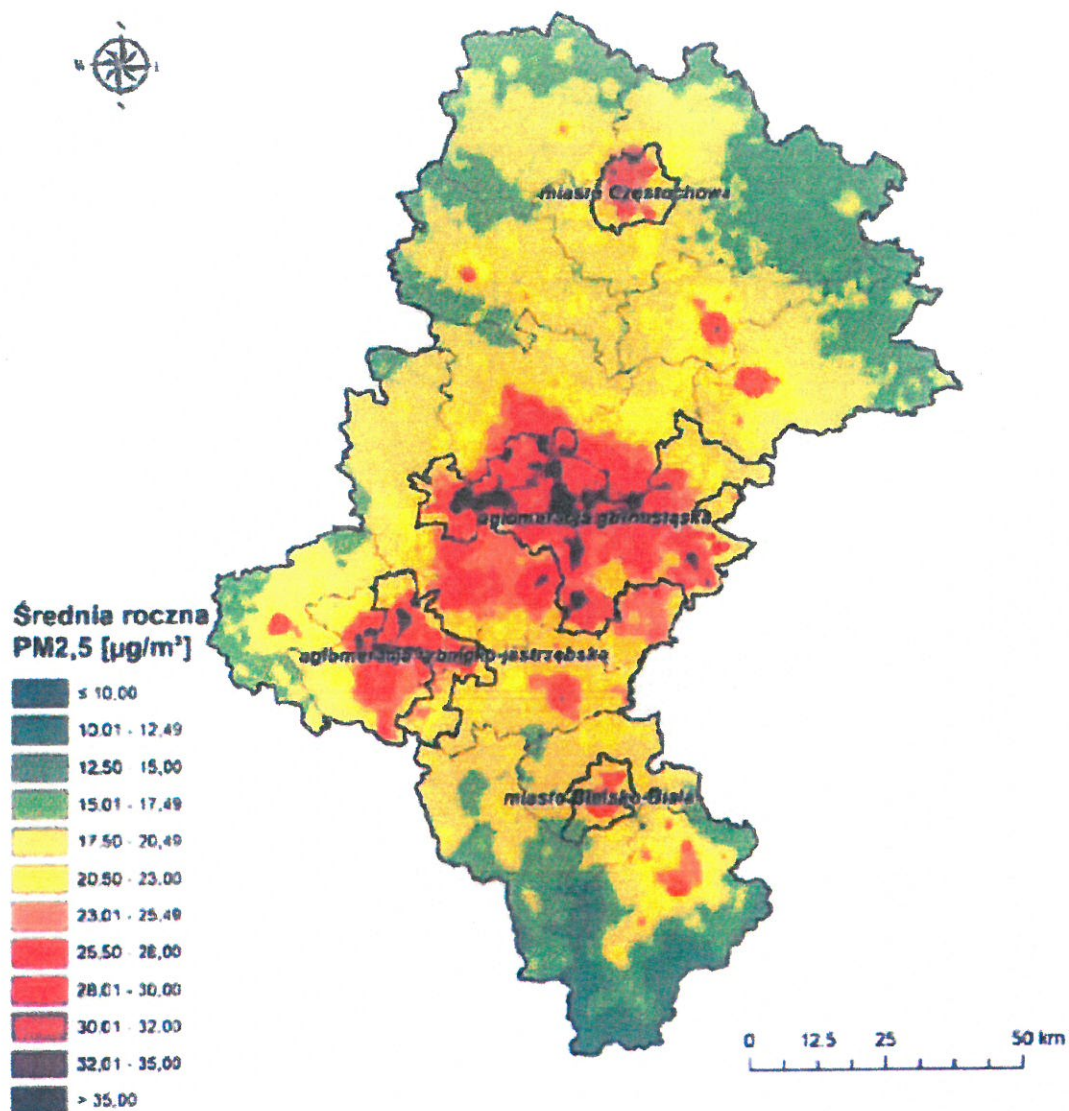 W
miasto Częstochowa
aglomeracja górnośląska
Średnia roczna
PM2,5 [µg/m³]
aglomeracja rybnicko-jastrzębska
≤ 10,00
10,01 - 12,49
12,50 - 15,00
15,01 - 17,49
miasto Bielsko-Biała
17,50 - 20,49
20,50 - 23,00
23,01 - 25,49
25,50 - 28,00
28,01 - 30,00
30,01 - 32,00
32,01 - 35,00
> 35,00
0 12.5 25 50 km